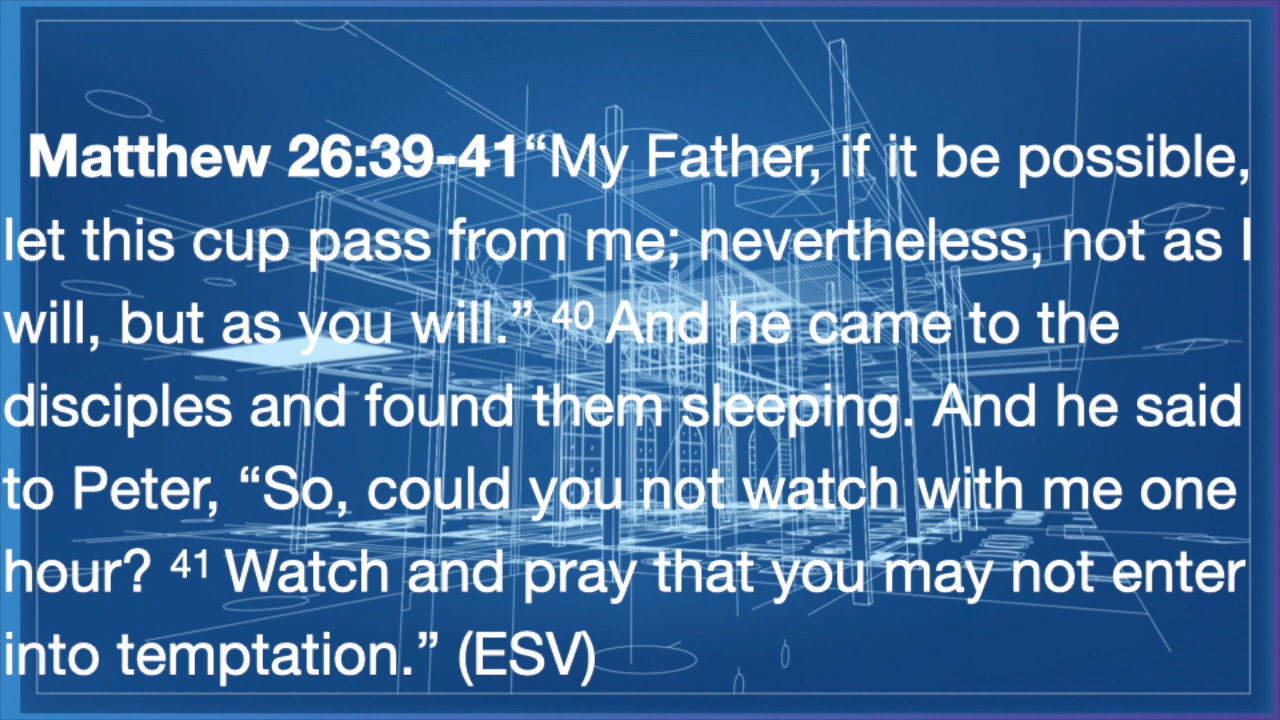 Matthew 26:39-41“My Father, if it be possible,
let this cup pass from me; nevertheless, not as I
will, but as you will.” 40 And he came to the
disciples and found them sleeping. And he said
to Peter, “So, could you not watch with me one
hour? 41 Watch and pray that you may not enter
into temptation.” (ESV)